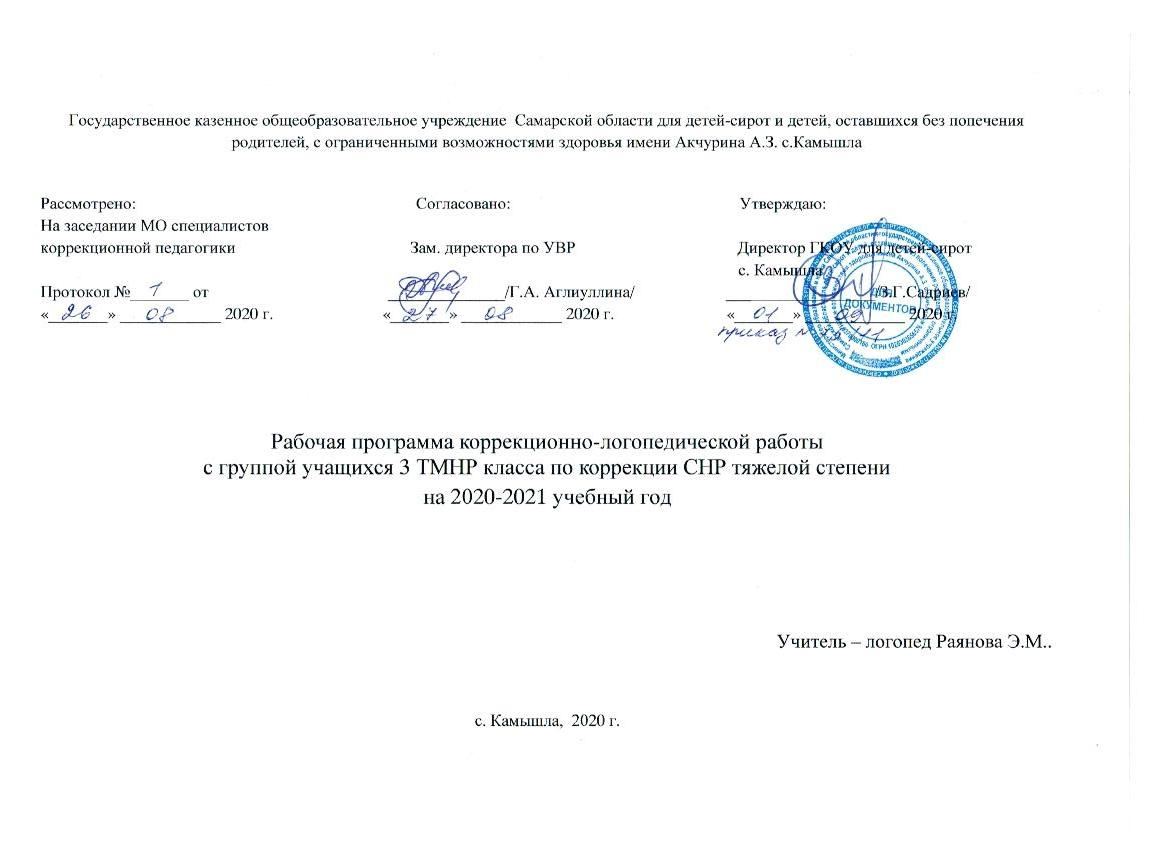 Государственное казенное общеобразовательное учреждение Самарской области для детей-сирот и детей, оставшихся без попечения
родителей, с ограниченными возможностями здоровья имени Акчурина А.З. с.Камышла
Рассмотрено: Согласовано: Утверждаю:
На заседании МО специалистов
коррекционной педагогики Зам. директора по УВР Директор ГКОУ для детей-сирот
с. Камышла
Протокол № 1 от /Г.А. Аглиуллина/ /З.Г.Садриев/
« 26 » 08 2020 г. « 27 » 08 2020 г. « 01 » 09 2020 г.
приказ №
ДЛЯ
ДОКУМЕНТОВ
Рабочая программа коррекционно-логопедической работы
с группой учащихся 3 ТМНР класса по коррекции СНР тяжелой степени
на 2020-2021 учебный год
Учитель – логопед Раянова Э.М..
с. Камышла, 2020 г.